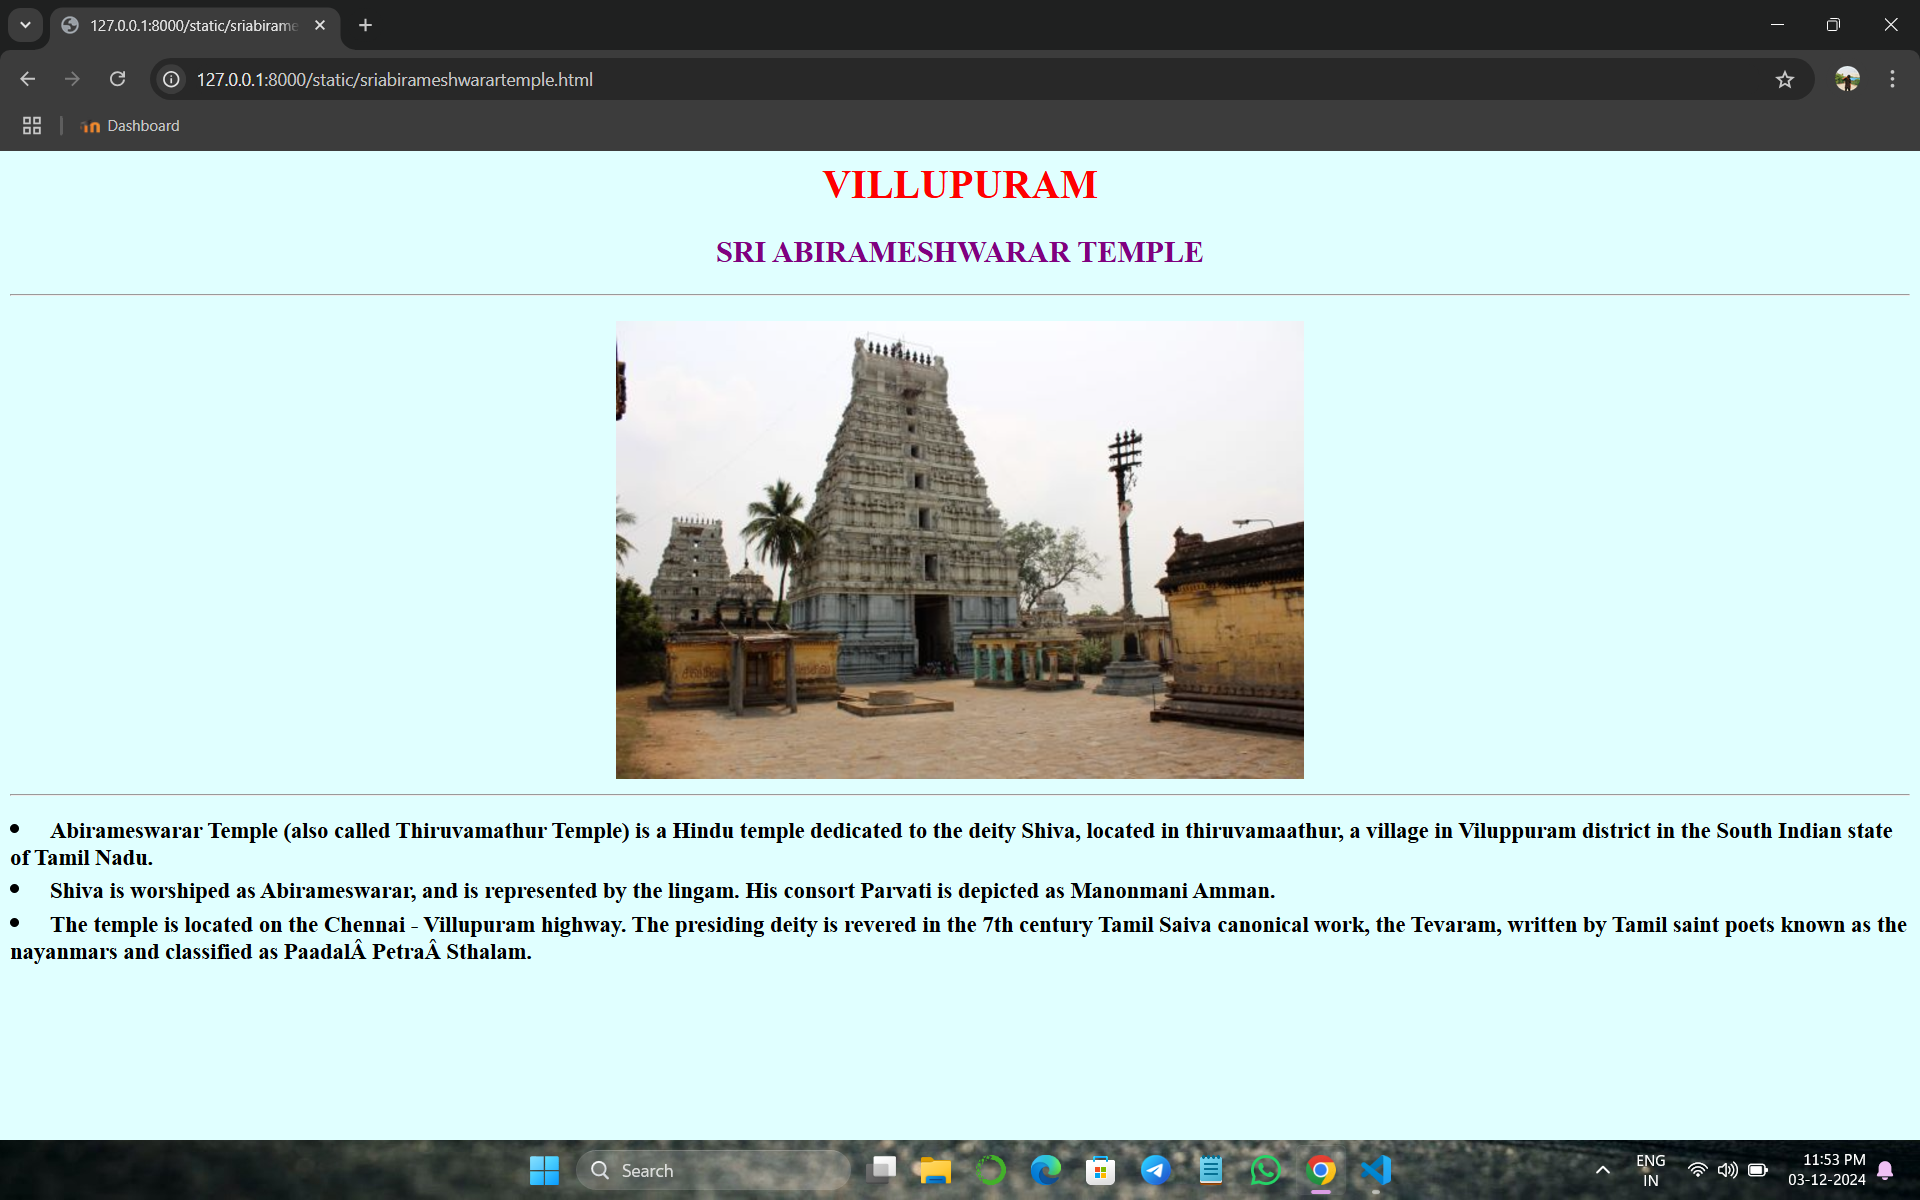 127.0.0.1:8000/static/sriabirame
127.0.0.1:8000/static/sriabirameshwarartemple.html
Dashboard
VILLUPURAM
SRI ABIRAMESHWARAR TEMPLE
• Abirameswarar Temple (also called Thiruvamathur Temple) is a Hindu temple dedicated to the deity Shiva, located in thiruvamaathur, a village in Viluppuram district in the South Indian state
of Tamil Nadu.
• Shiva is worshiped as Abirameswarar, and is represented by the lingam. His consort Parvati is depicted as Manonmani Amman.
• The temple is located on the Chennai - Villupuram highway. The presiding deity is revered in the 7th century Tamil Saiva canonical work, the Tevaram, written by Tamil saint poets known as the
nayanmars and classified as PaadalÂ PetraÂ Sthalam.
Search
ENG
IN
11:53 PM
03-12-2024